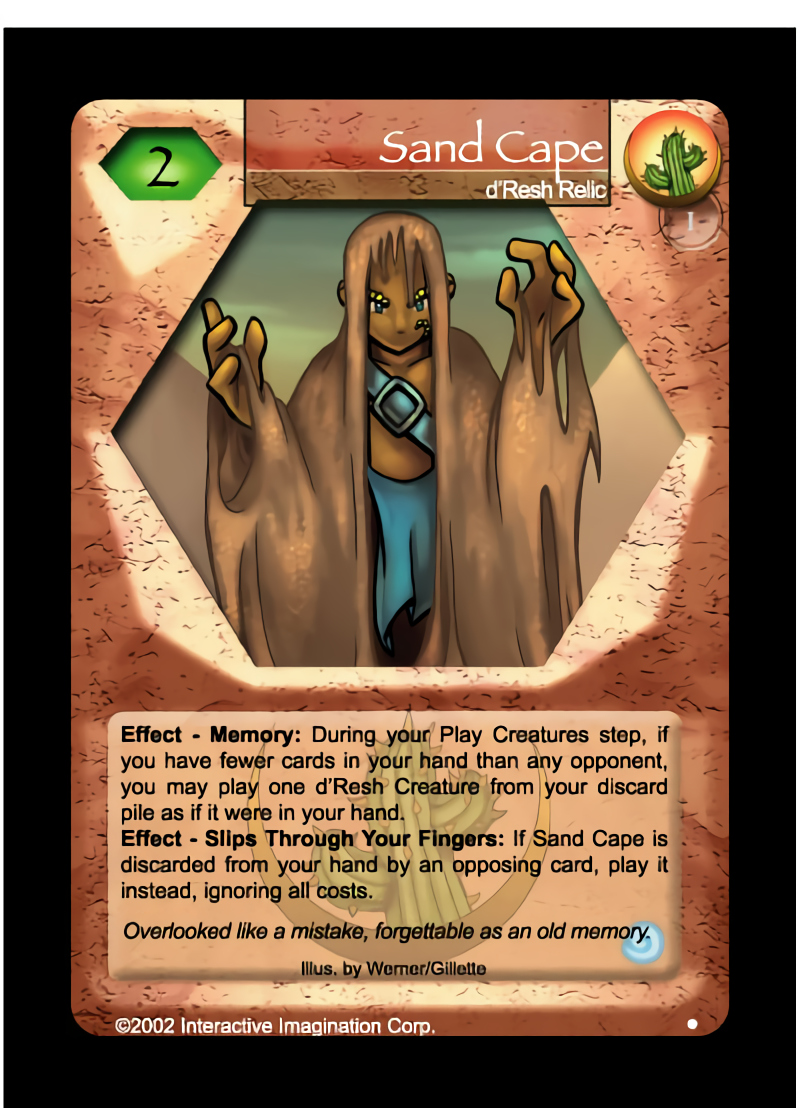 2
Sand Cape
d'Resh Relic
I
Effect - Memory: During your Play Creatures step, if
you have fewer cards in your hand than any opponent,
you may play one d'Resh Creature from your discard
pile as if it were in your hand.
Effect - Slips Through Your Fingers: If Sand Cape is
discarded from your hand by an opposing card, play it
instead, ignoring all costs.
Overlooked like a mistake, forgettable as an old memory.
Illus. by Werner/Gillette
©2002 Interactive Imagination Corp.